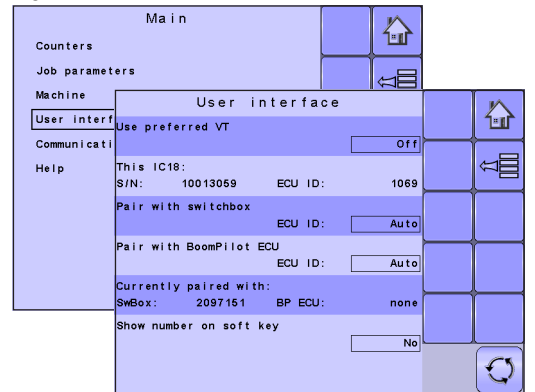 Main
Counters
Job parameters
Machine
User interf
Communicati
Help
User interface
Use preferred VT
Off
This IC18:
S/N: 10013059 ECU ID: 1069
Pair with switchbox
ECU ID: Auto
Pair with BoomPilot ECU
ECU ID: Auto
Currently paired with:
SwBox: 2097151 BP ECU: none
Show number on soft key
No